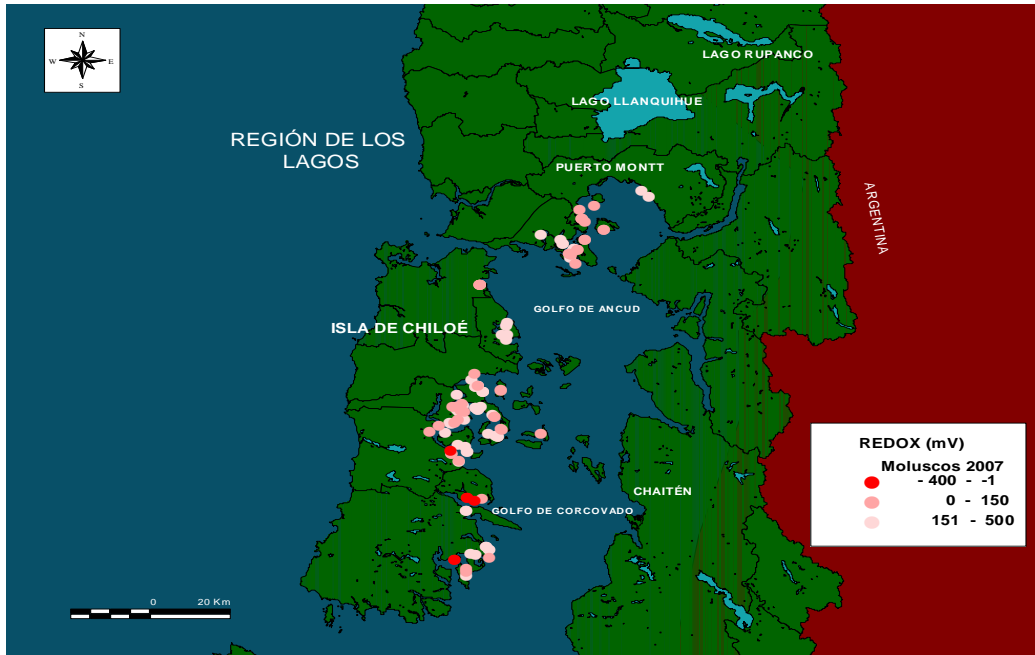 N
W E
S
LAGO RUPANCO
LAGO LLANQUIHUE
REGIÓN DE LOS
LAGOS
PUERTO MONTT
ARGENTINA
GOLFO DE ANCUD
ISLA DE CHILOÉ
CHAITÉN
GOLFO DE CORCOVADO
REDOX (mV)
Moluscos 2007
- 400 - -1
0 - 150
151 - 500
0 20 Km